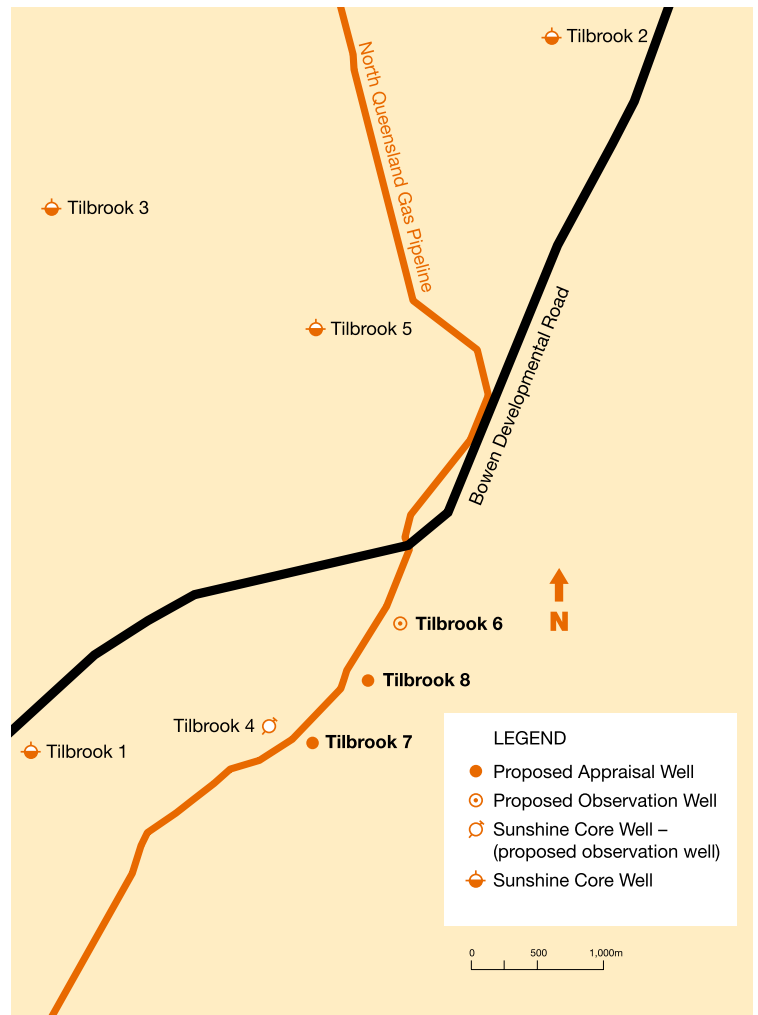 Tilbrook 2
North Queensland Gas Pipeline
Tilbrook 3
Tilbrook 5
Bowen Developmental Road
N
Tilbrook 6
Tilbrook 8
Tilbrook 4
Tilbrook 7
Tilbrook 1
LEGEND
Proposed Appraisal Well
Proposed Observation Well
Sunshine Core Well –
(proposed observation well)
Sunshine Core Well
0 500 1,000m